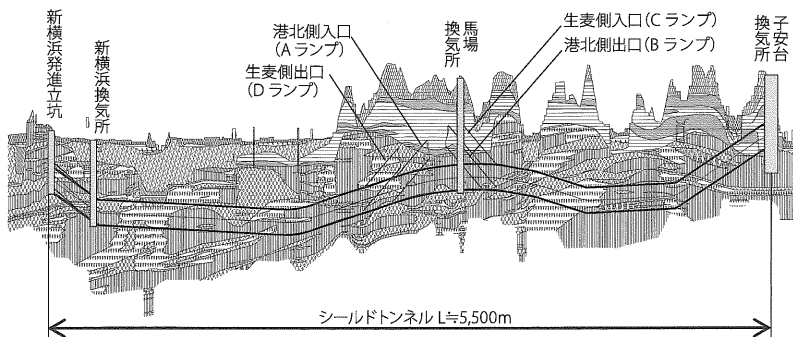 新横浜発進立坑
新横浜換気所
港北側入口
(Aランプ)
生麦側出口
(Dランプ)
馬場
換気所
生麦側入口(Cランプ)
港北側出口(Bランプ)
子安台
換気所
シールドトンネル L≒5,500m